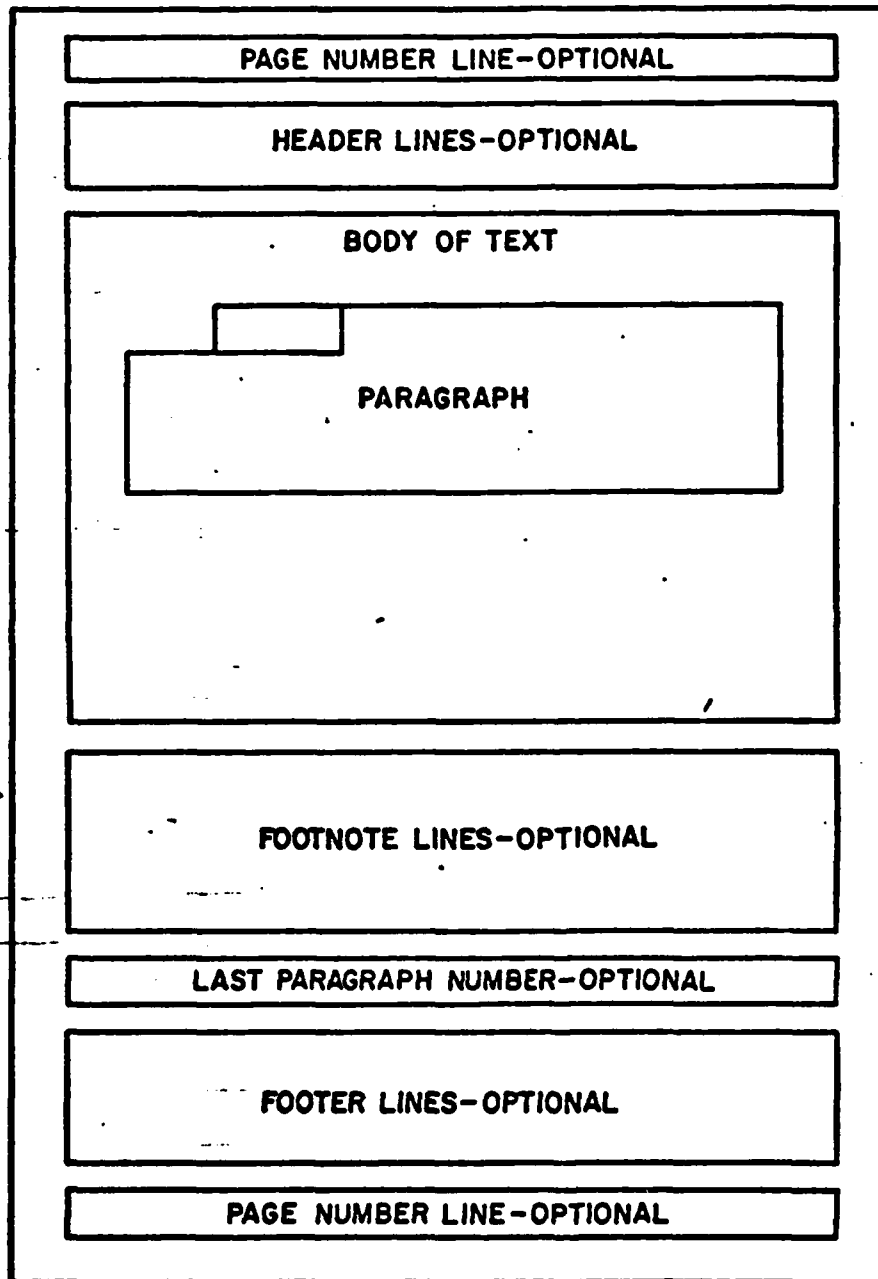 PAGE NUMBER LINE-OPTIONAL
HEADER LINES-OPTIONAL
BODY OF TEXT
PARAGRAPH
FOOTNOTE LINES-OPTIONAL
LAST PARAGRAPH NUMBER-OPTIONAL
FOOTER LINES-OPTIONAL
PAGE NUMBER LINE-OPTIONAL